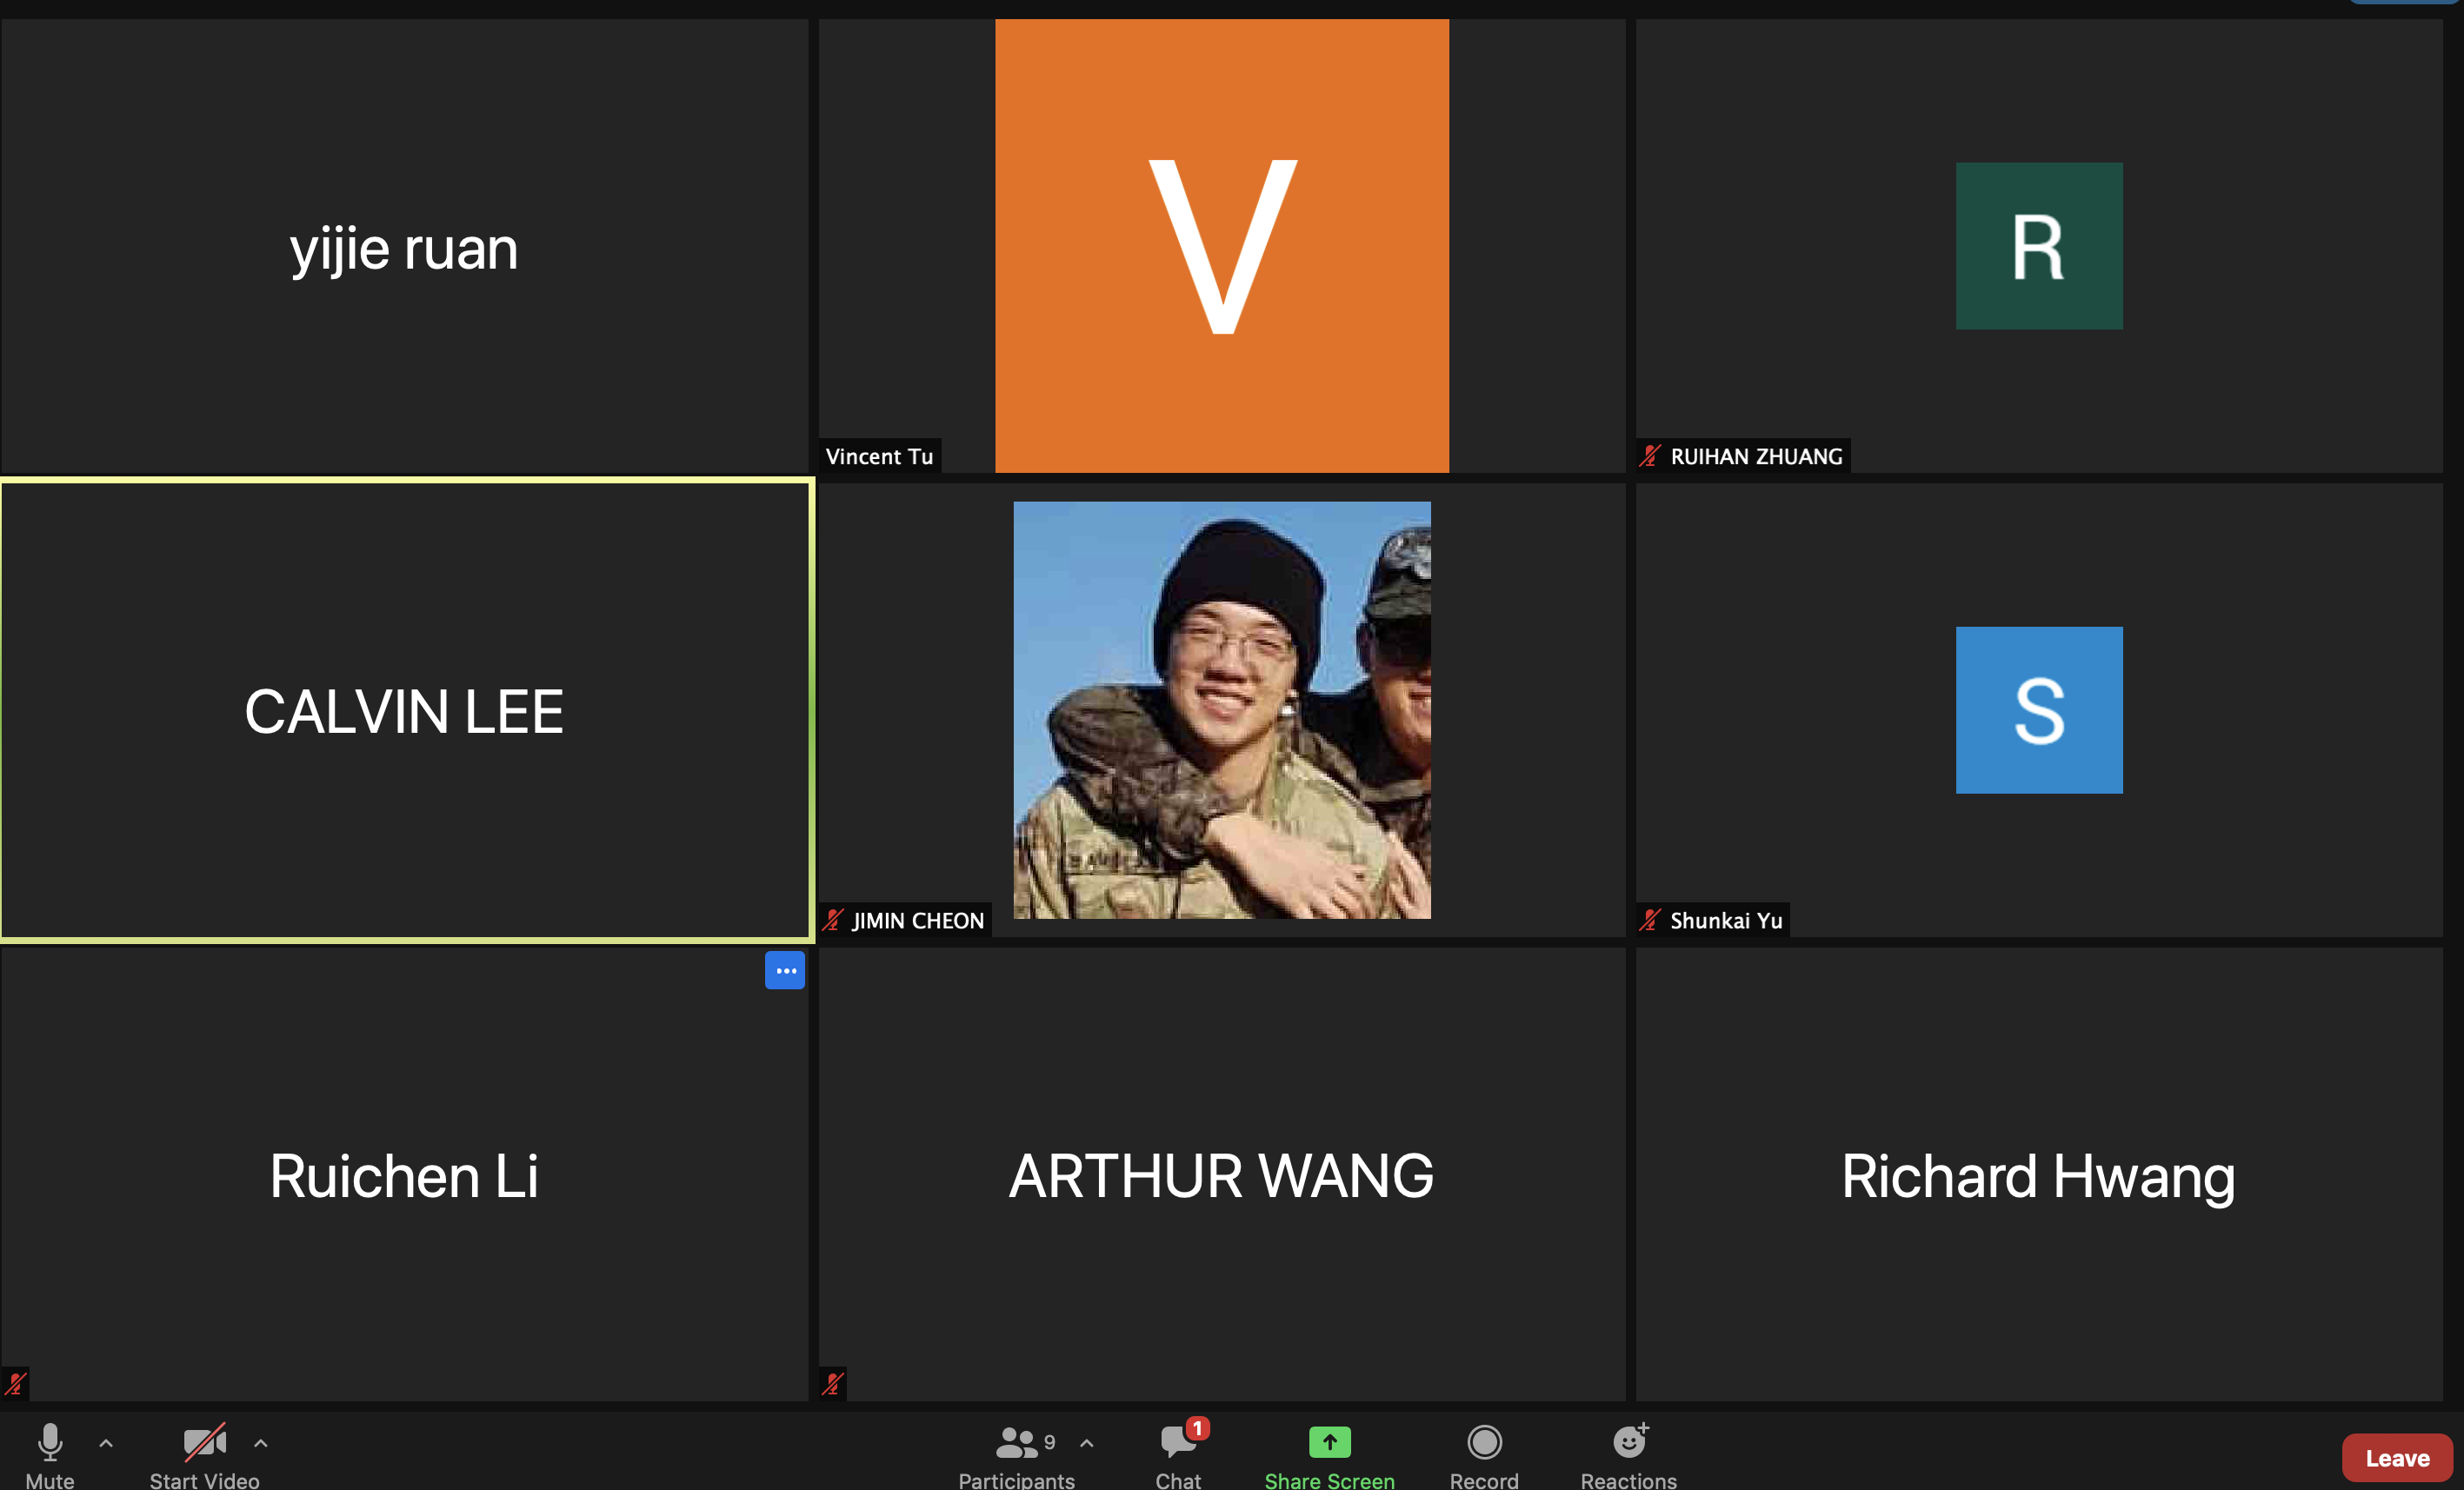 yijie ruan
V
Vincent Tu
R
RUIHAN ZHUANG
CALVIN LEE
JIMIN CHEON
S
Shunkai Yu
Ruichen Li
ARTHUR WANG
Richard Hwang
Mute
Start Video
9
Participants
1
Chat
Share Screen
Record
Reactions
Leave